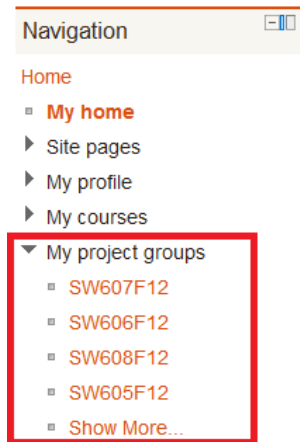 Navigation
Home
My home
Site pages
My profile
My courses
My project groups
SW607F12
SW606F12
SW608F12
SW605F12
Show More...